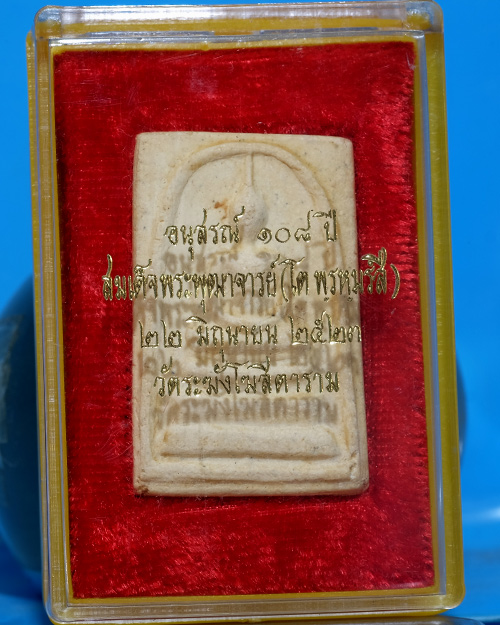 อนุสรณ์ ๑๐๘ ปี
สมเด็จพระพุฒาจารย์(โต พฺรหฺมรํสี)
๒๒ มิถุนายน ๒๕๒๓
วัดระฆังโฆสิตาราม